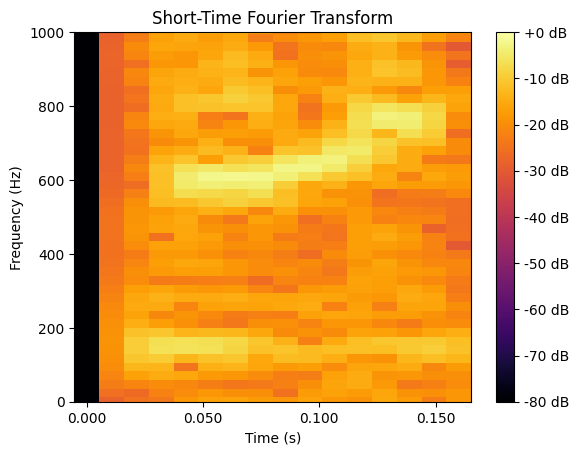 Short-Time Fourier Transform
Frequency (Hz)
1000
800
600
400
200
0
0.000
0.050
0.100
0.150
Time (s)
+0 dB
-10 dB
-20 dB
-30 dB
-40 dB
-50 dB
-60 dB
-70 dB
-80 dB